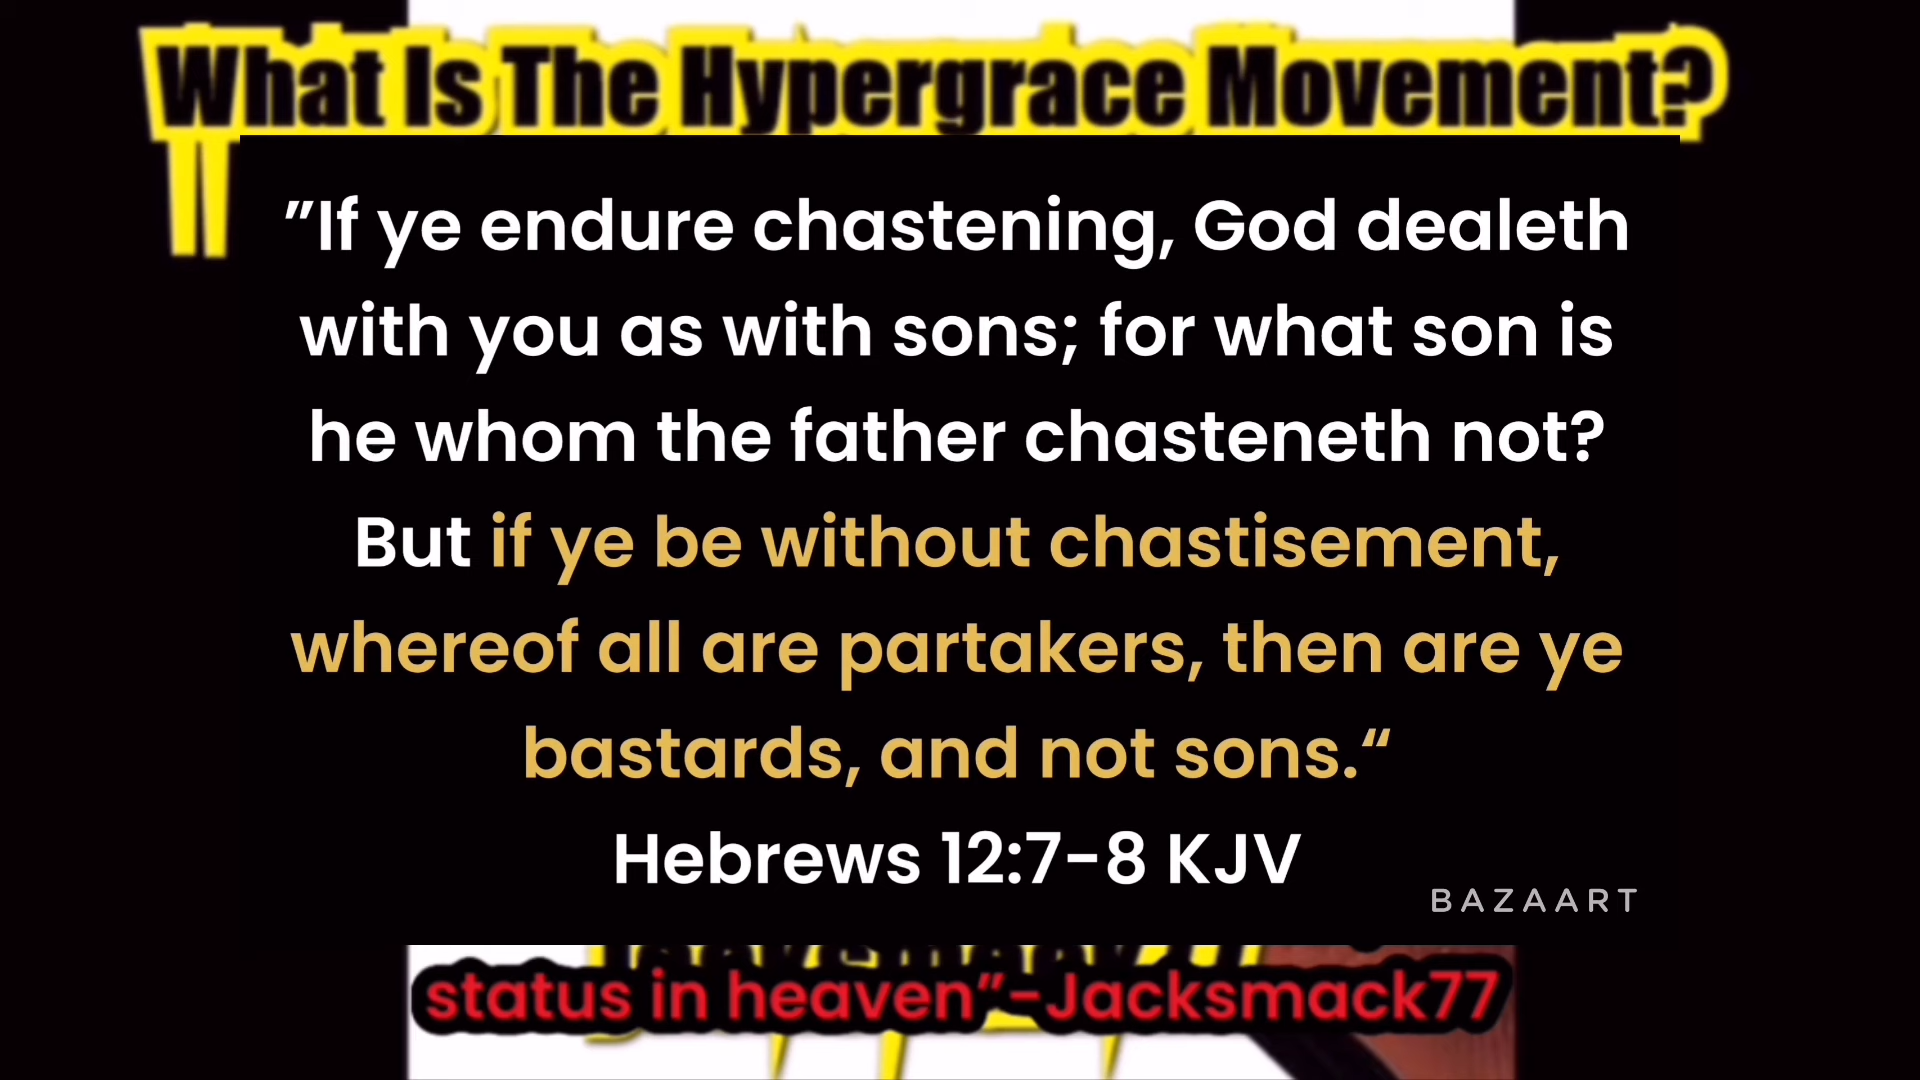 What Is The Hypergrace Movement?
”If ye endure chastening, God dealeth
with you as with sons; for what son is
he whom the father chasteneth not?
But if ye be without chastisement,
whereof all are partakers, then are ye
bastards, and not sons.“
Hebrews 12:7-8 KJV
BAZAART
status in heaven”-Jacksmack77